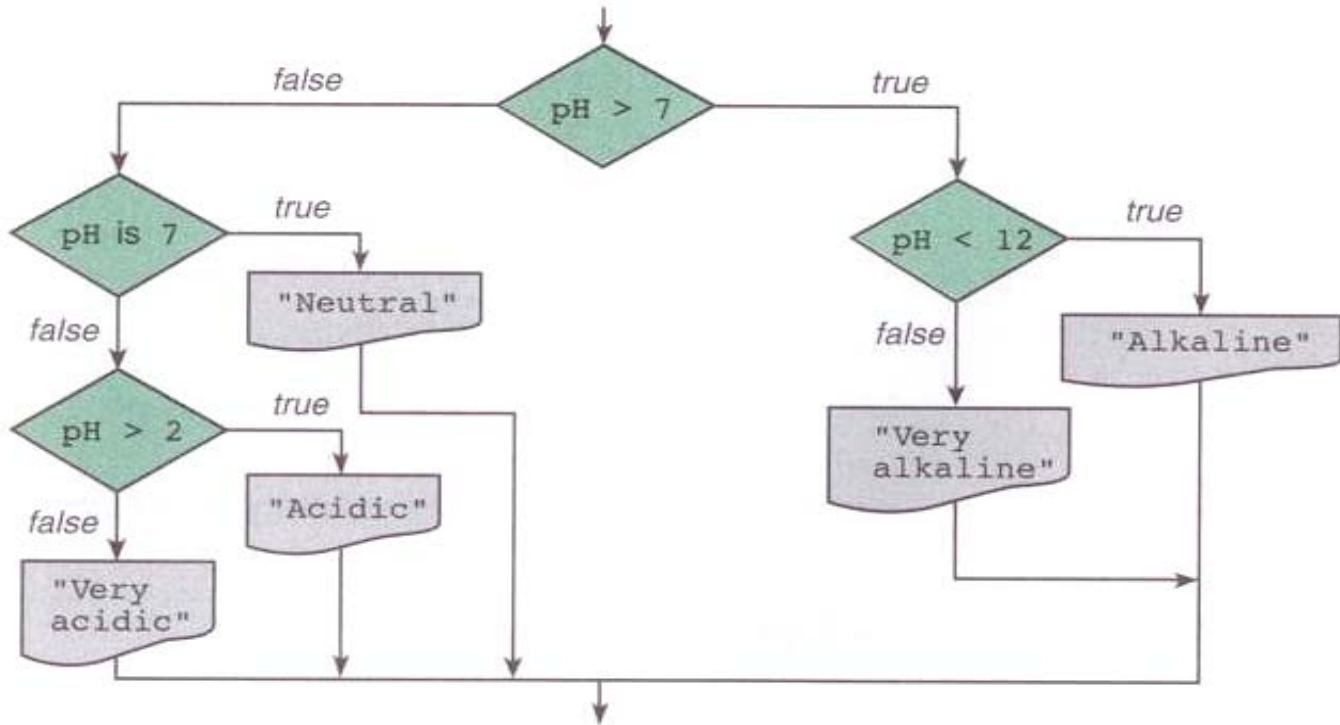 false
true
pH > 7
pH is 7
true
pH < 12
true
"Neutral"
false
false
"Alkaline"
pH > 2
true
"Very
alkaline"
"Acidic"
false
"Very
acidic"